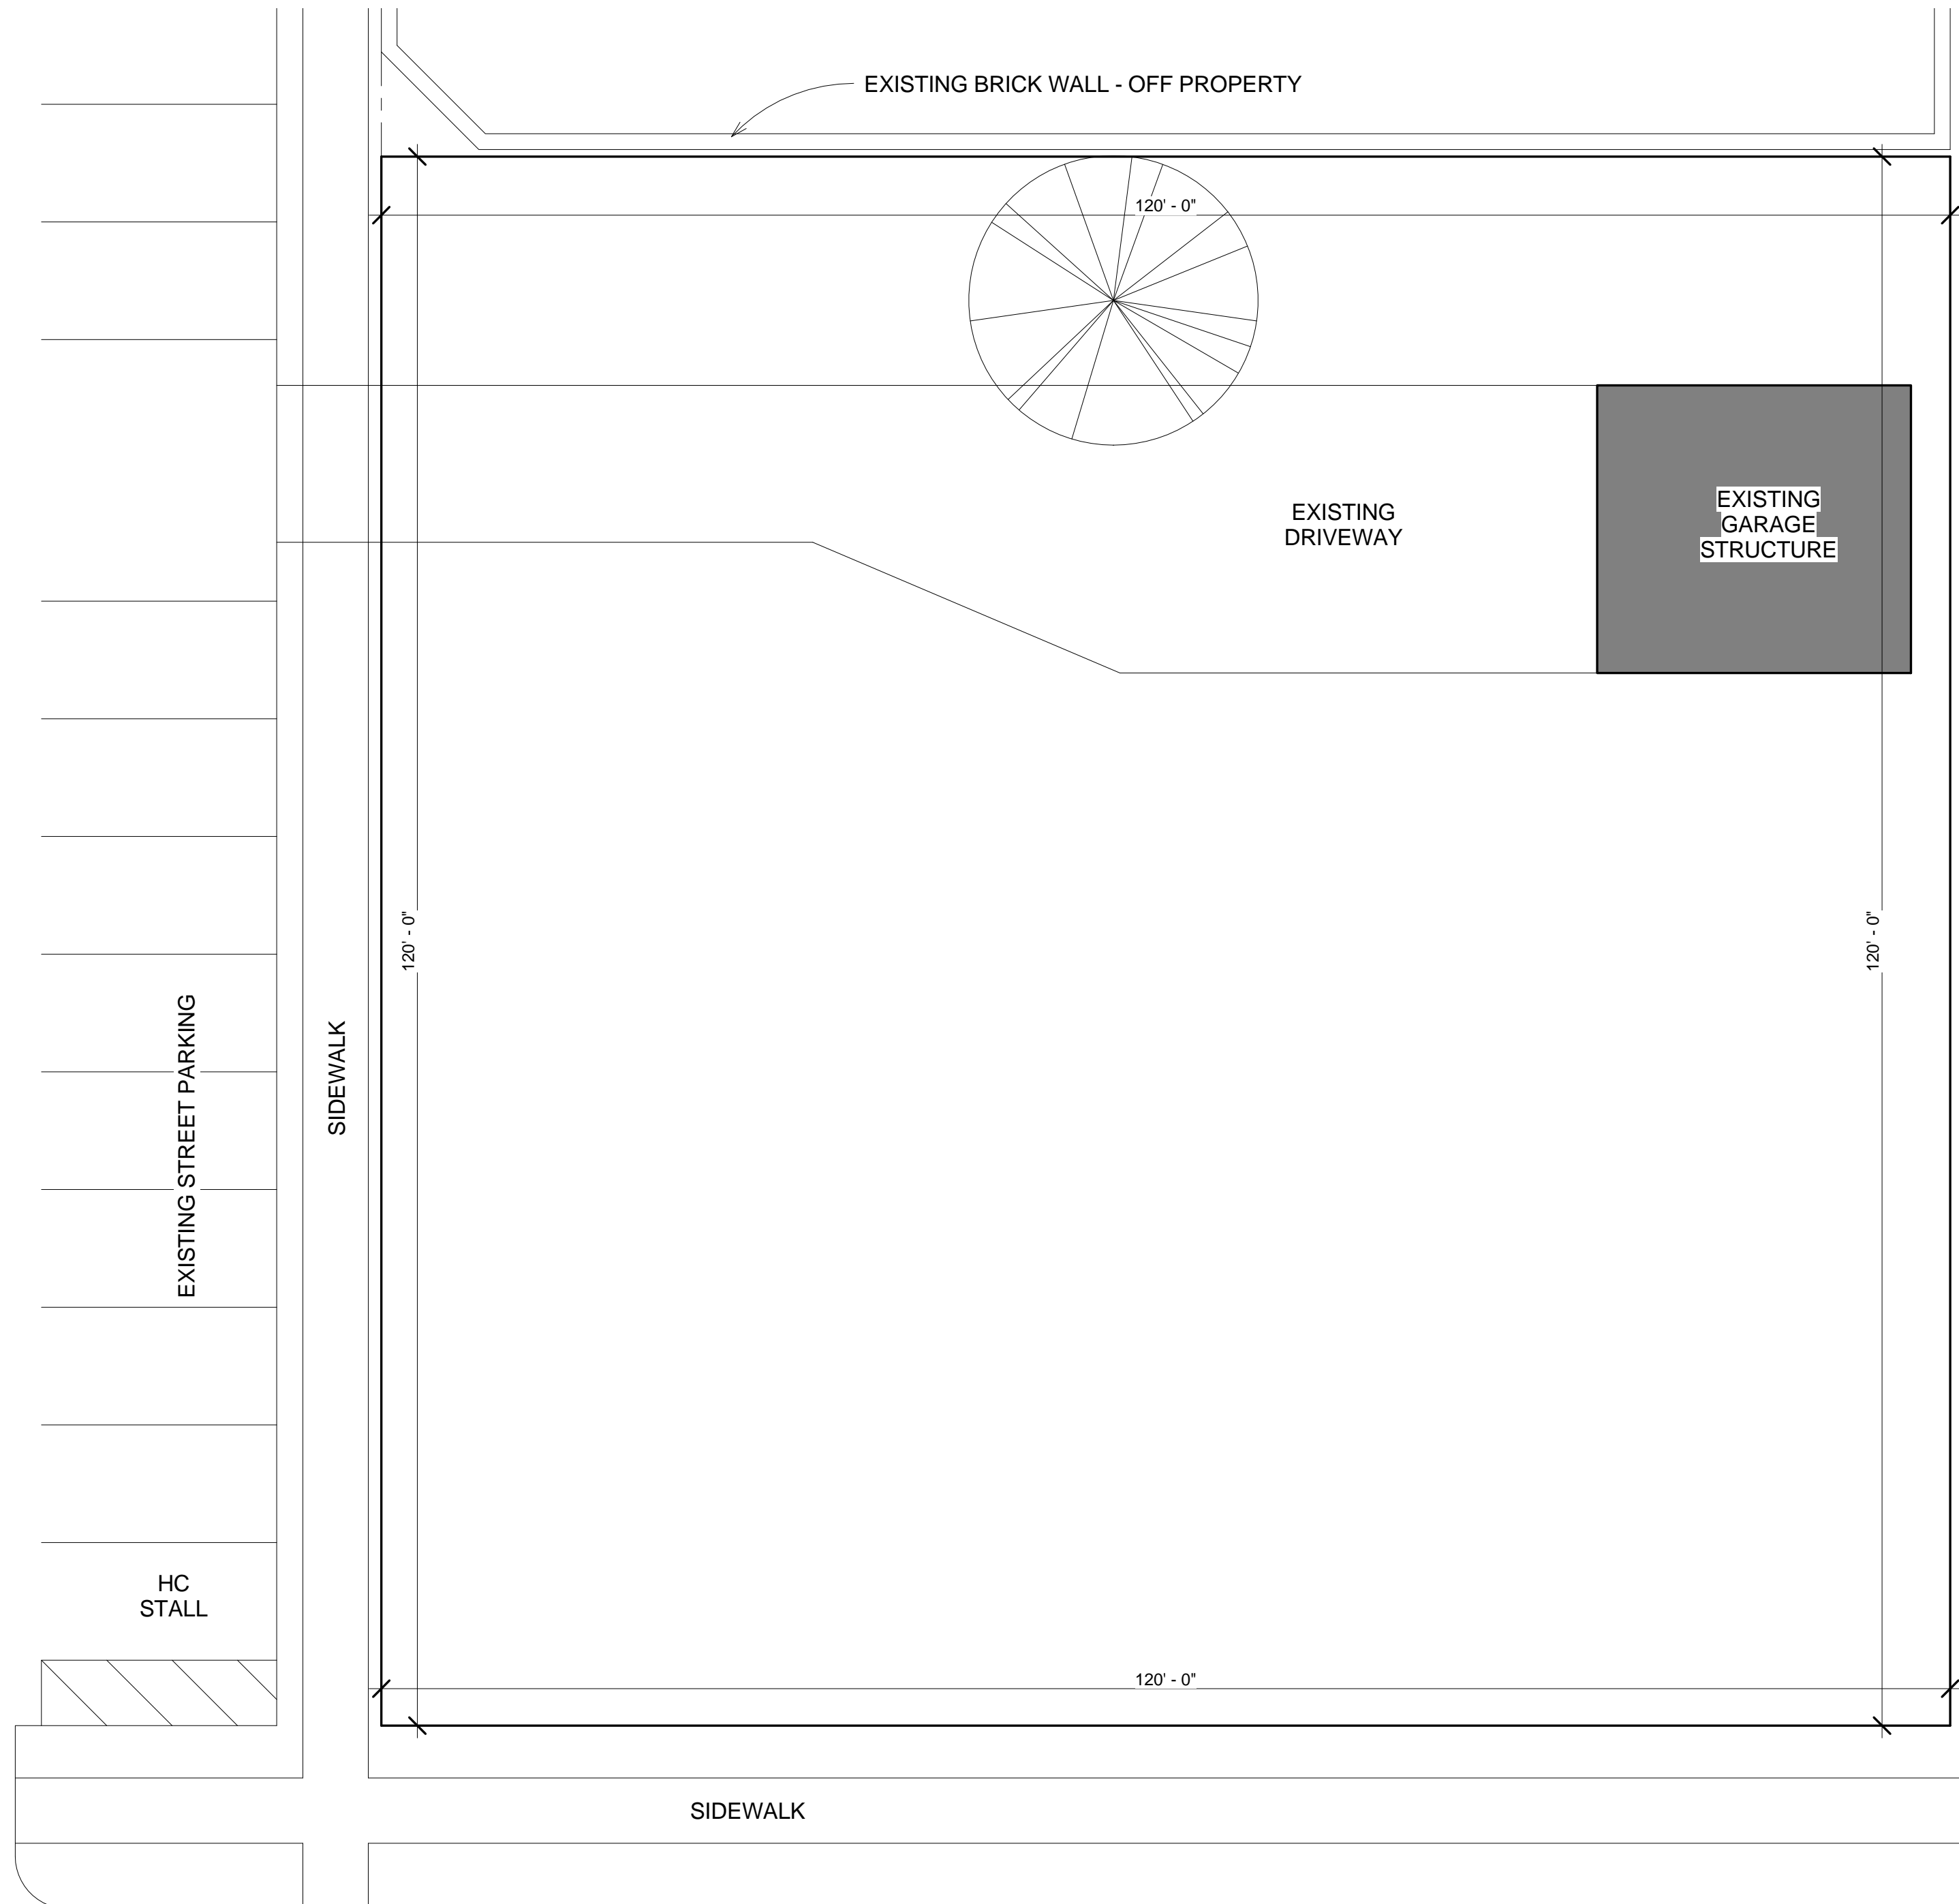 EXISTING BRICK WALL - OFF PROPERTY
120' - 0"
EXISTING
DRIVEWAY
EXISTING
GARAGE
STRUCTURE
120' - 0"
120' - 0"
EXISTING STREET PARKING
SIDEWALK
HC
STALL
120' - 0"
SIDEWALK